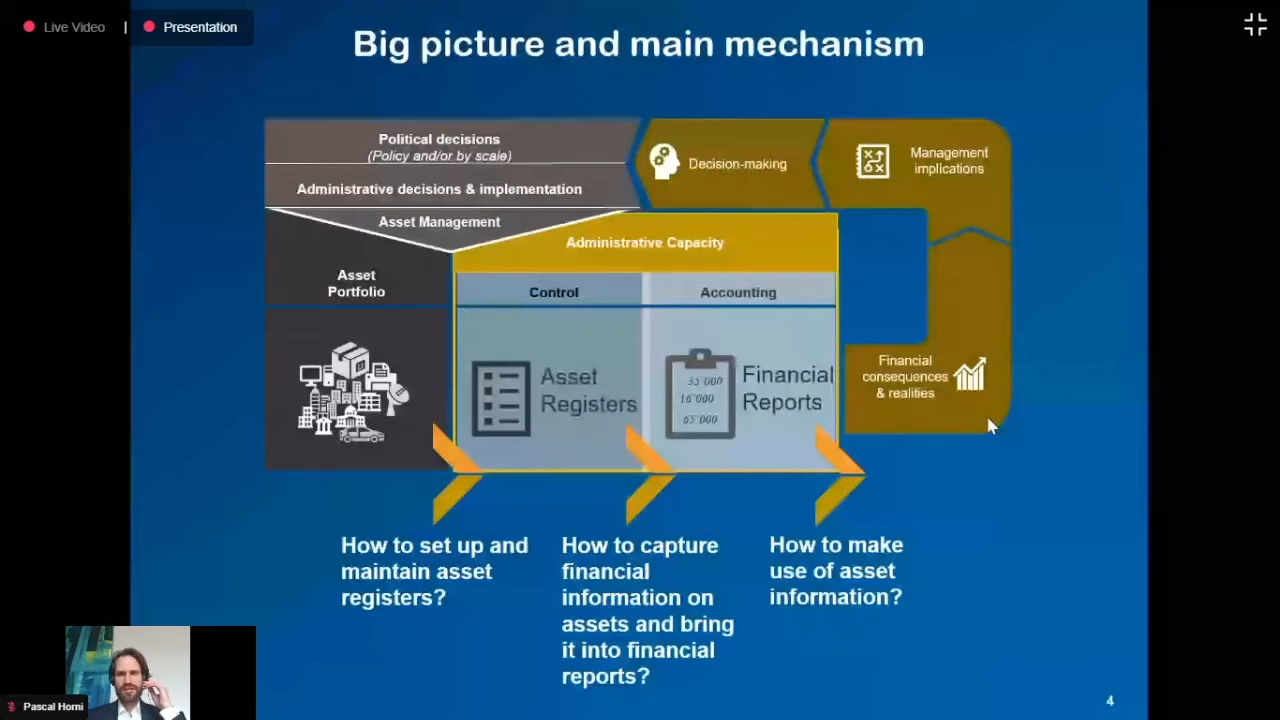 Live Video | Presentation
Big picture and main mechanism
Political decisions
(Policy and/or by scale)
Administrative decisions & implementation
Asset Management
Decision-making
Management
implications
Administrative Capacity
Asset
Portfolio
Control
Accounting
Asset
Registers
35'000
16'000
65'000
Financial
Reports
Financial
consequences
& realities
How to set up and
maintain asset
registers?
How to capture
financial
information on
assets and bring
it into financial
reports?
How to make
use of asset
information?
Pascal Horni
4